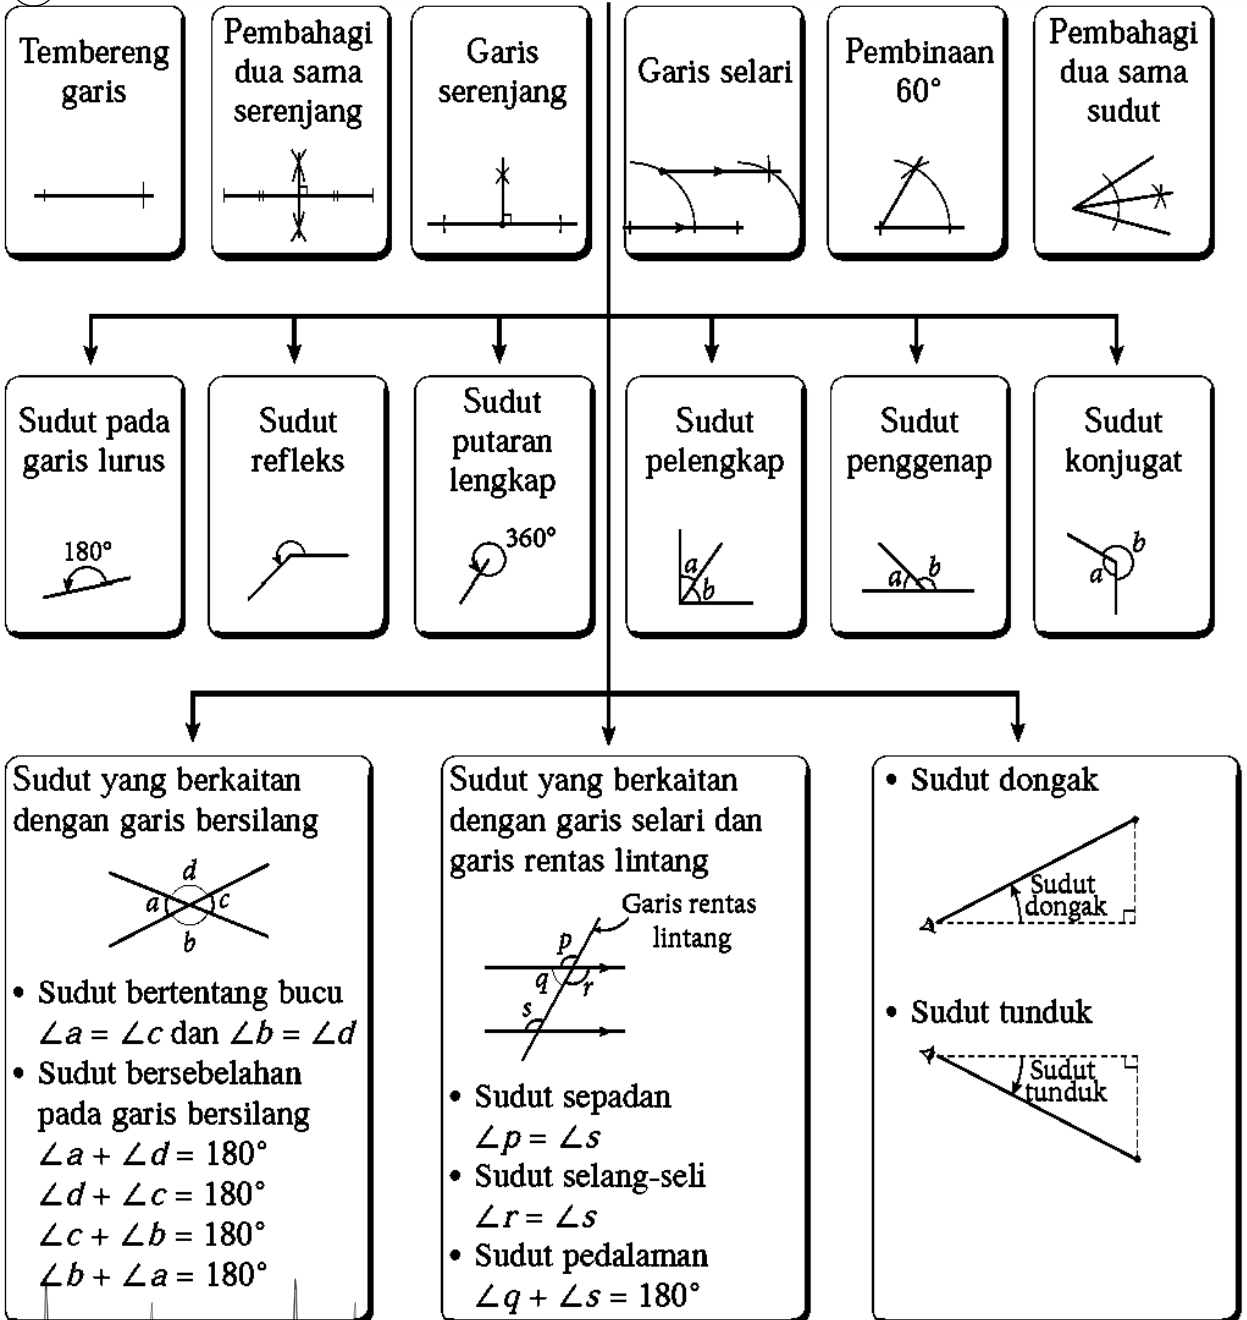 Tembereng
garis
Pembahagi
dua sama
serenjang
Garis
serenjang
Garis selari
Pembinaan
60°
Pembahagi
dua sama
sudut
Sudut pada
garis lurus
180°
Sudut
refleks
Sudut
putaran
lengkap
360°
Sudut
pelengkap
a
b
Sudut
penggenap
a b
Sudut
konjugat
b
a
Sudut yang berkaitan
dengan garis bersilang
d
a c
b
• Sudut bertentang bucu
∠a = ∠c dan ∠b = ∠d
• Sudut bersebelahan
pada garis bersilang
∠a + ∠d = 180°
∠d + ∠c = 180°
∠c + ∠b = 180°
∠b + ∠a = 180°
Sudut yang berkaitan
dengan garis selari dan
garis rentas lintang
Garis rentas
lintang
p
q r
s
• Sudut sepadan
∠p = ∠s
• Sudut selang-seli
∠r = ∠s
• Sudut pedalaman
∠q + ∠s = 180°
• Sudut dongak
Sudut
dongak
• Sudut tunduk
Sudut
tunduk